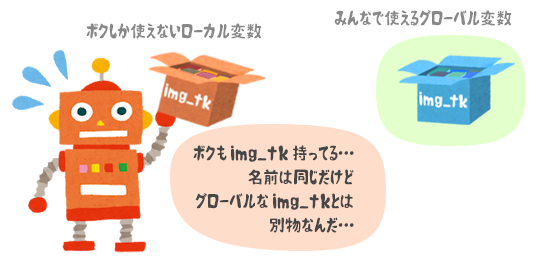 ボクしか使えないローカル変数
みんなで使えるグローバル変数
img_tk
img_tk
ボクもimg_tk 持ってる…
名前は同じだけど
グローバルなimg_tkとは
別物なんだ…